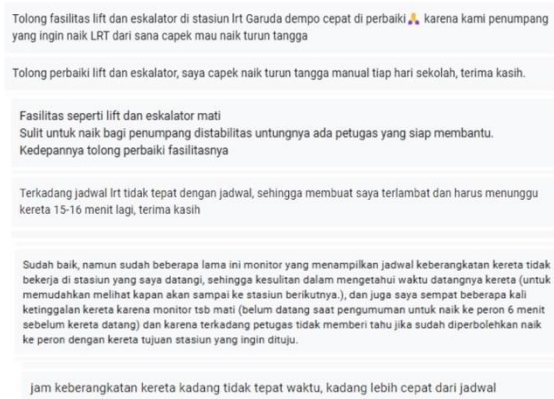 Tolong fasilitas lift dan eskalator di stasiun lrt Garuda dempo cepat di perbaiki🙏 karena kami penumpang
yang ingin naik LRT dari sana capek mau naik turun tangga
Tolong perbaiki lift dan eskalator, saya capek naik turun tangga manual tiap hari sekolah, terima kasih.
Fasilitas seperti lift dan eskalator mati
Sulit untuk naik bagi penumpang distabilitas untungnya ada petugas yang siap membantu.
Kedepannya tolong perbaiki fasilitasnya
Terkadang jadwal lrt tidak tepat dengan jadwal, sehingga membuat saya terlambat dan harus menunggu
kereta 15-16 menit lagi, terima kasih
Sudah baik, namun sudah beberapa lama ini monitor yang menampilkan jadwal keberangkatan kereta tidak
bekerja di stasiun yang saya datangi, sehingga kesulitan dalam mengetahui waktu datangnya kereta (untuk
memudahkan melihat kapan akan sampai ke stasiun berikutnya.), dan juga saya sempat beberapa kali
ketinggalan kereta karena monitor tsb mati (belum datang saat pengumuman untuk naik ke peron 6 menit
sebelum kereta datang) dan karena terkadang petugas tidak memberi tahu jika sudah diperbolehkan naik
ke peron dengan kereta tujuan stasiun yang ingin dituju.
jam keberangkatan kereta kadang tidak tepat waktu, kadang lebih cepat dari jadwal